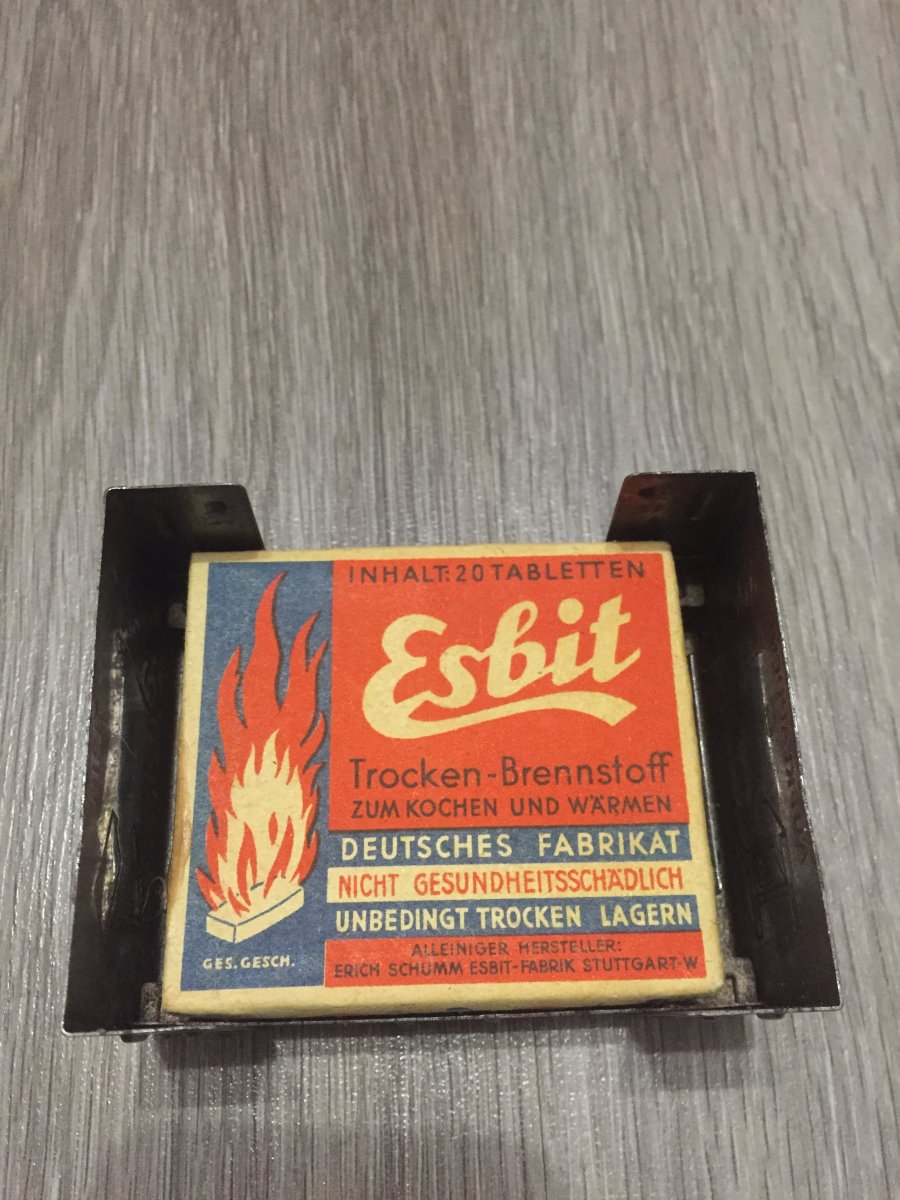 INHALT: 20 TABLETTEN
Esbit
Trocken-Brennstoff
ZUM KOCHEN UND WÄRMEN
DEUTSCHES FABRIKAT
NICHT GESUNDHEITSSCHÄDLICH
UNBEDINGT TROCKEN LAGERN
ALLEINIGER HERSTELLER:
ERICH SCHUMM ESBIT-FABRIK STUTTGART-W
GES. GESCH.